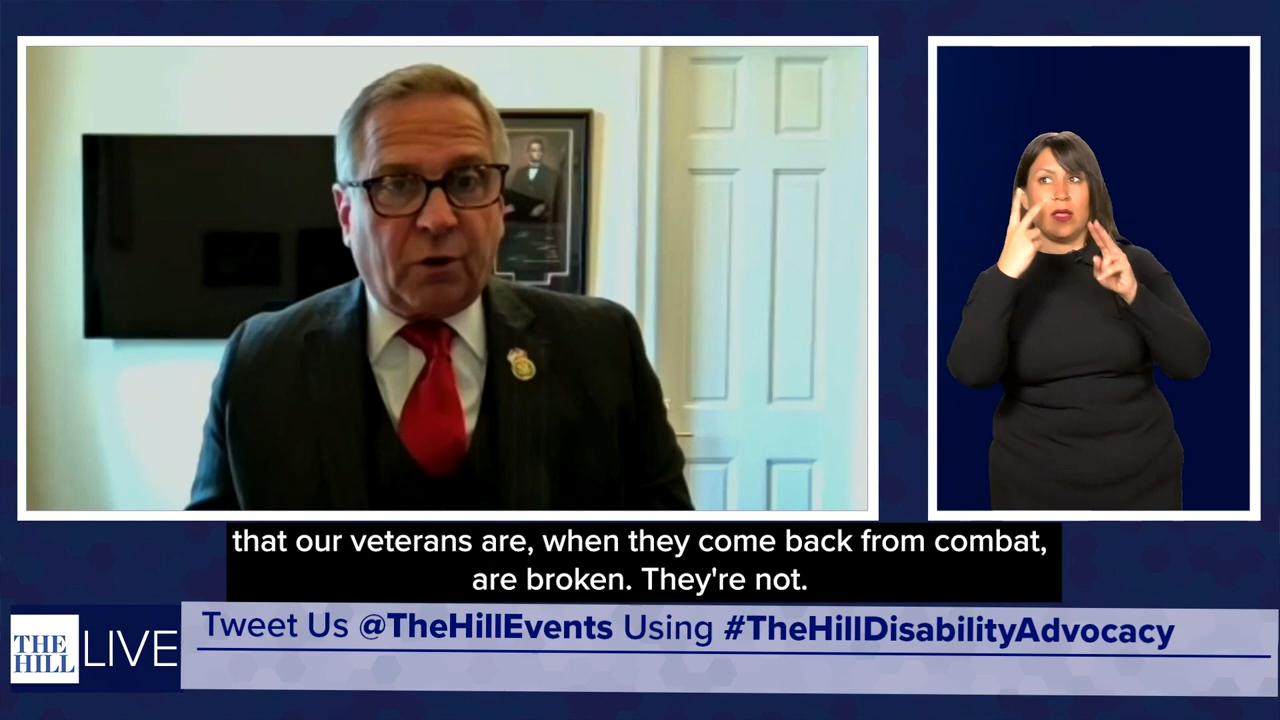 that our veterans are, when they come back from combat,
are broken. They're not.
Tweet Us @TheHillEvents Using #TheHillDisabilityAdvocacy
THE
HILL
LIVE